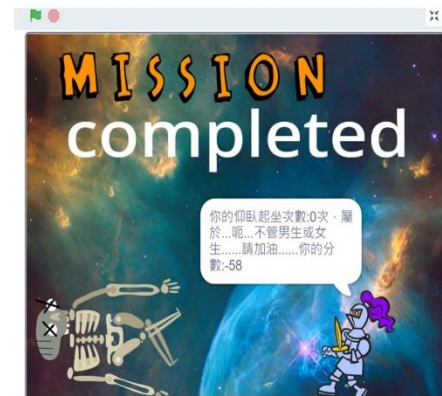 MISSION
completed
你的仰臥起坐次數:0次，屬
於...呃...不管男生或女
生......請加油......你的分
數:-58